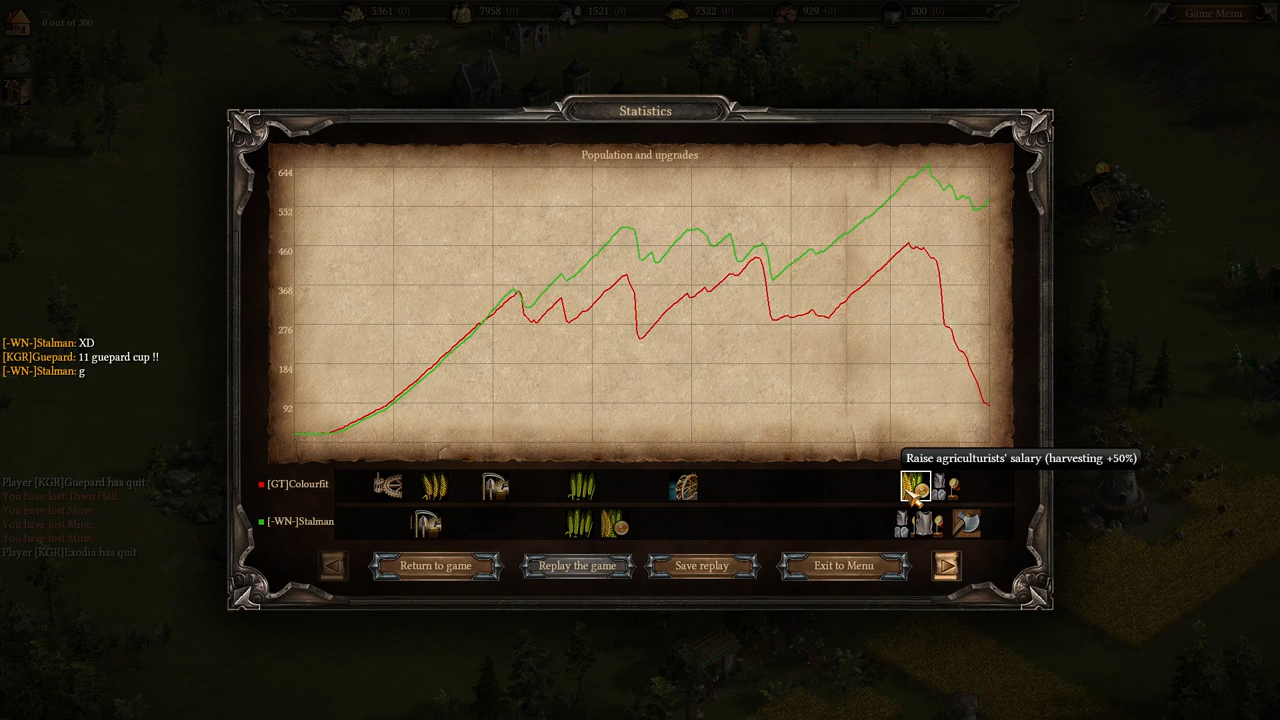 0 out of 300
5361 (0)
7958 (0)
1521 (0)
7322 (0)
929 (0)
200 (0)
Game Menu
Statistics
Population and upgrades
644
552
460
368
276
184
92
[-WN-]Stalman: XD
[KGR]Guepard: 11 guepard cup !!
[-WN-]Stalman: g
Raise agriculturists' salary (harvesting +50%)
[GT]Colourfit
[-WN-]Stalman
Player [KGR]Guepard has quit
You have lost Town Hall.
You have lost Mine.
You have lost Mine.
You have lost Mine.
Player [KGR]Exodia has quit
Return to game
Replay the game
Save replay
Exit to Menu